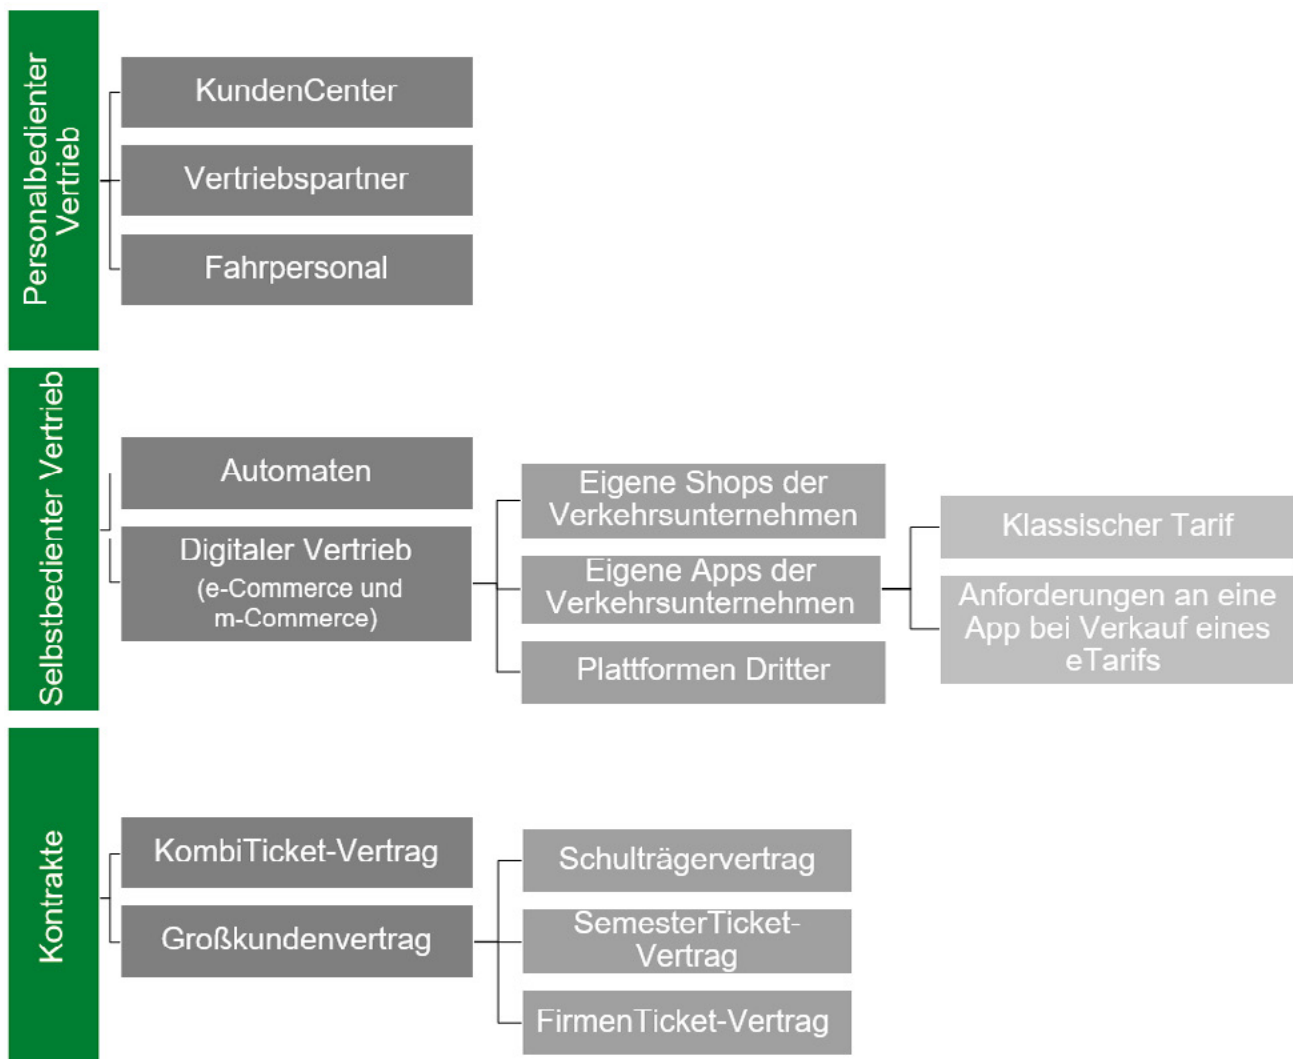 Personalbedienter
Vertrieb
KundenCenter
Vertriebspartner
Fahrpersonal
Selbstbedienter Vertrieb
Automaten
Digitaler Vertrieb
(e-Commerce und
m-Commerce)
Eigene Shops der
Verkehrsunternehmen
Eigene Apps der
Verkehrsunternehmen
Plattformen Dritter
Klassischer Tarif
Anforderungen an eine
App bei Verkauf eines
eTarifs
Kontrakte
KombiTicket-Vertrag
Großkundenvertrag
Schulträgervertrag
SemesterTicket-
Vertrag
FirmenTicket-Vertrag